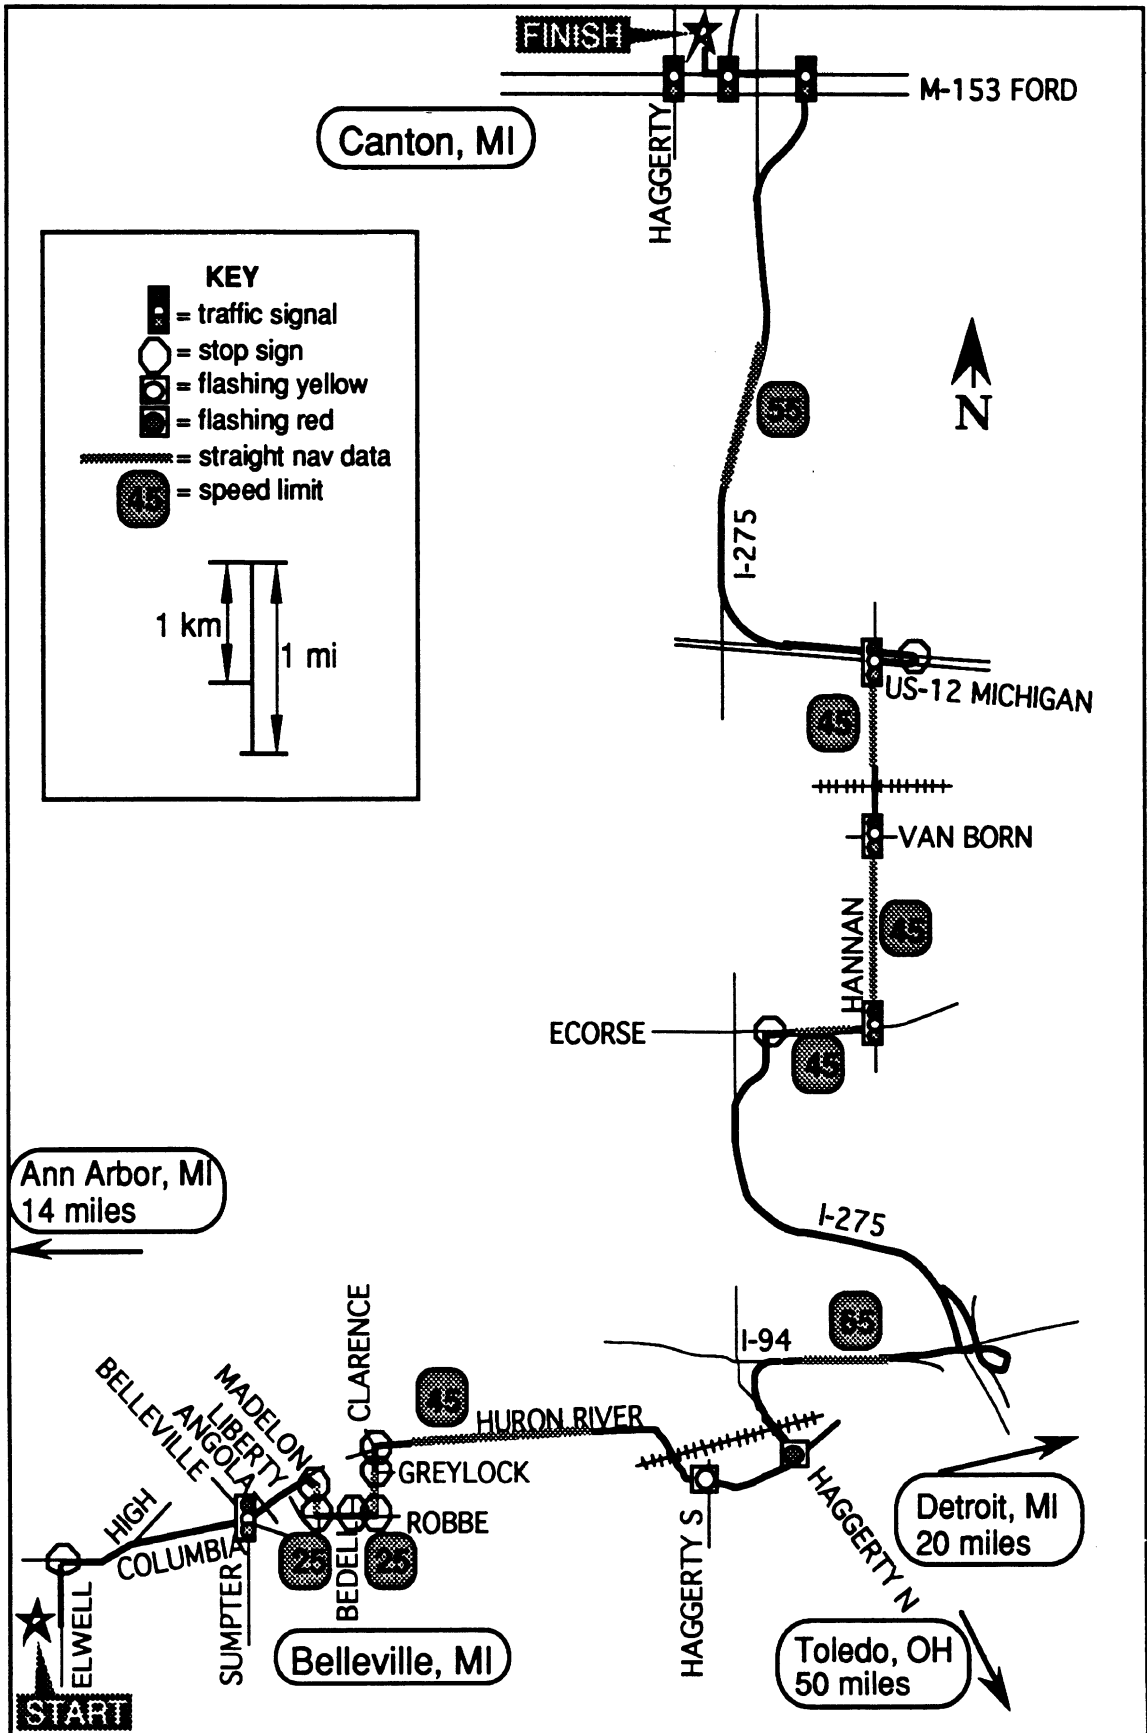 FINISH
M-153 FORD
Canton, MI
HAGGERTY
KEY
= traffic signal
= stop sign
= flashing yellow
= flashing red
= straight nav data
45 = speed limit
1 km
1 mi
N
55
I-275
US-12 MICHIGAN
45
VAN BORN
HANNAN
45
ECORSE
45
Ann Arbor, MI
14 miles
I-275
I-94
65
CLARENCE
45
HURON RIVER
MADELON
LIBERTY
ANGOLA
BELLEVILLE
GREYLOCK
ROBBE
HIGH
COLUMBIA
25
25
BEDELL
SUMPTER
ELWELL
HAGGERTY S
HAGGERTY N
Detroit, MI
20 miles
Belleville, MI
Toledo, OH
50 miles
START